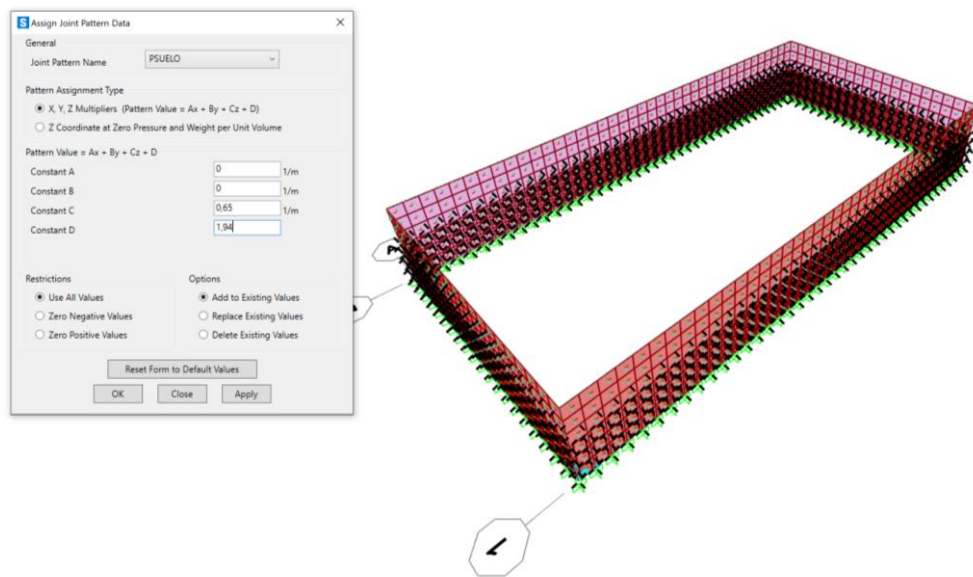 S Assign Joint Pattern Data
General
Joint Pattern Name PSUELO
Pattern Assignment Type
X, Y, Z Multipliers (Pattern Value = Ax + By + Cz + D)
Z Coordinate at Zero Pressure and Weight per Unit Volume
Pattern Value = Ax + By + Cz + D
Constant A 0 1/m
Constant B 0 1/m
Constant C 0,65 1/m
Constant D 1,94
Restrictions Options
Use All Values Add to Existing Values
Zero Negative Values Replace Existing Values
Zero Positive Values Delete Existing Values
Reset Form to Default Values
OK Close Apply
1